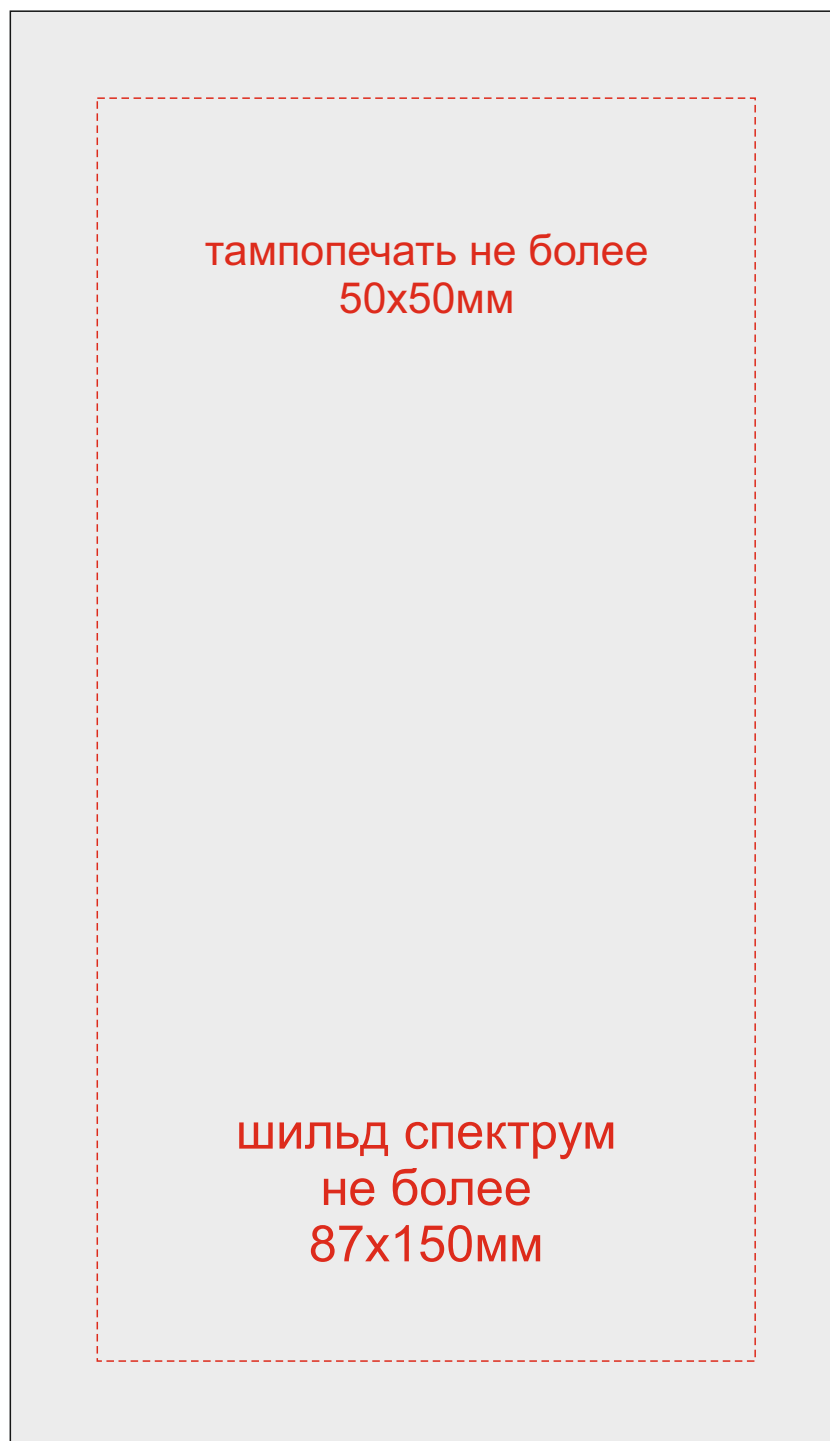 тампопечать не более
50х50мм
шильд спектрум
не более
87х150мм